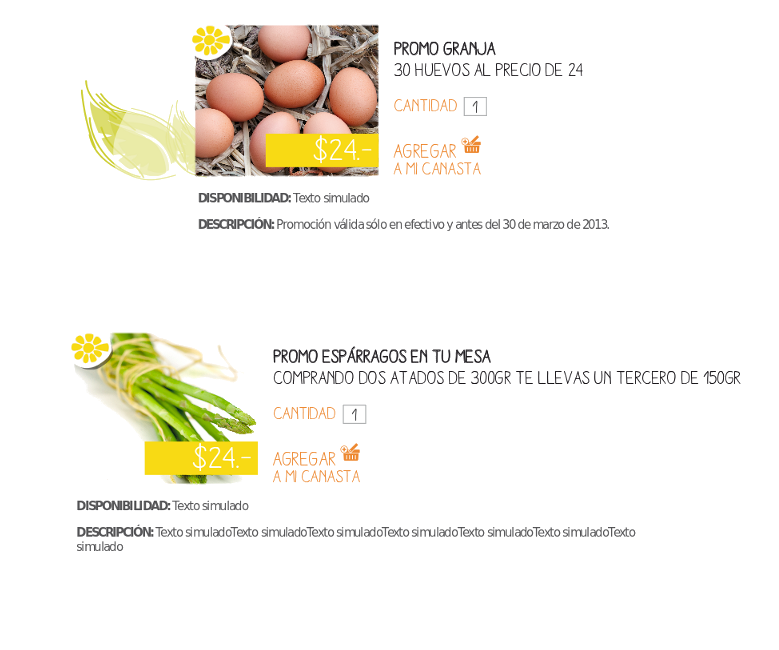 PROMO GRANJA
30 HUEVOS AL PRECIO DE 24
CANTIDAD 1
$24.-
AGREGAR
A MI CANASTA
DISPONIBILIDAD: Texto simulado
DESCRIPCIÓN: Promoción válida sólo en efectivo y antes del 30 de marzo de 2013.
PROMO ESPÁRRAGOS EN TU MESA
COMPRANDO DOS ATADOS DE 300GR TE LLEVAS UN TERCERO DE 150GR
CANTIDAD 1
$24.-
AGREGAR
A MI CANASTA
DISPONIBILIDAD: Texto simulado
DESCRIPCIÓN: Texto simuladoTexto simuladoTexto simuladoTexto simuladoTexto simuladoTexto simuladoTexto
simulado